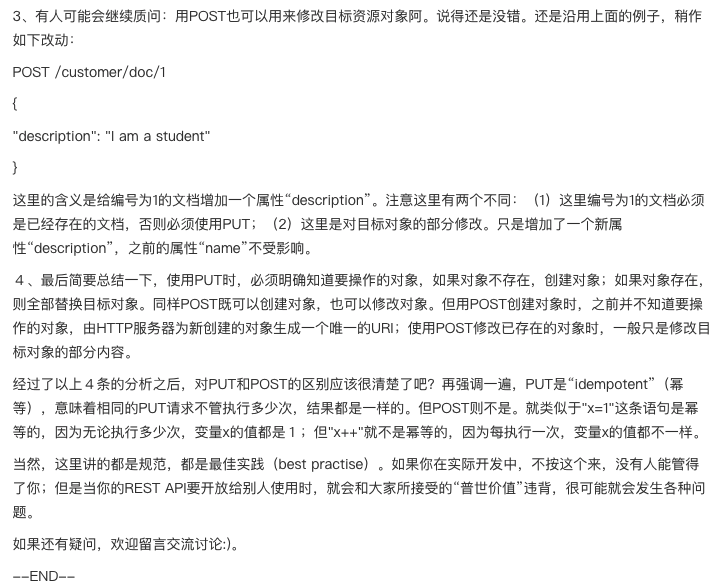 3、有人可能会继续质问：用POST也可以用来修改目标资源对象阿。说得还是没错。还是沿用上面的例子，稍作
如下改动：
POST /customer/doc/1
{
"description": "I am a student"
}
这里的含义是给编号为1的文档增加一个属性“description”。注意这里有两个不同：（1）这里编号为1的文档必须
是已经存在的文档，否则必须使用PUT；（2）这里是对目标对象的部分修改。只是增加了一个新属
性“description”，之前的属性“name”不受影响。
４、最后简要总结一下，使用PUT时，必须明确知道要操作的对象，如果对象不存在，创建对象；如果对象存在，
则全部替换目标对象。同样POST既可以创建对象，也可以修改对象。但用POST创建对象时，之前并不知道要操
作的对象，由HTTP服务器为新创建的对象生成一个唯一的URI；使用POST修改已存在的对象时，一般只是修改目
标对象的部分内容。
经过了以上４条的分析之后，对PUT和POST的区别应该很清楚了吧？再强调一遍，PUT是“idempotent”（幂
等），意味着相同的PUT请求不管执行多少次，结果都是一样的。但POST则不是。就类似于"x=1"这条语句是幂
等的，因为无论执行多少次，变量x的值都是１；但"x++"就不是幂等的，因为每执行一次，变量x的值都不一样。
当然，这里讲的都是规范，都是最佳实践（best practise）。如果你在实际开发中，不按这个来，没有人能管得
了你；但是当你的REST API要开放给别人使用时，就会和大家所接受的“普世价值”违背，很可能就会发生各种问
题。
如果还有疑问，欢迎留言交流讨论:)。
--END--